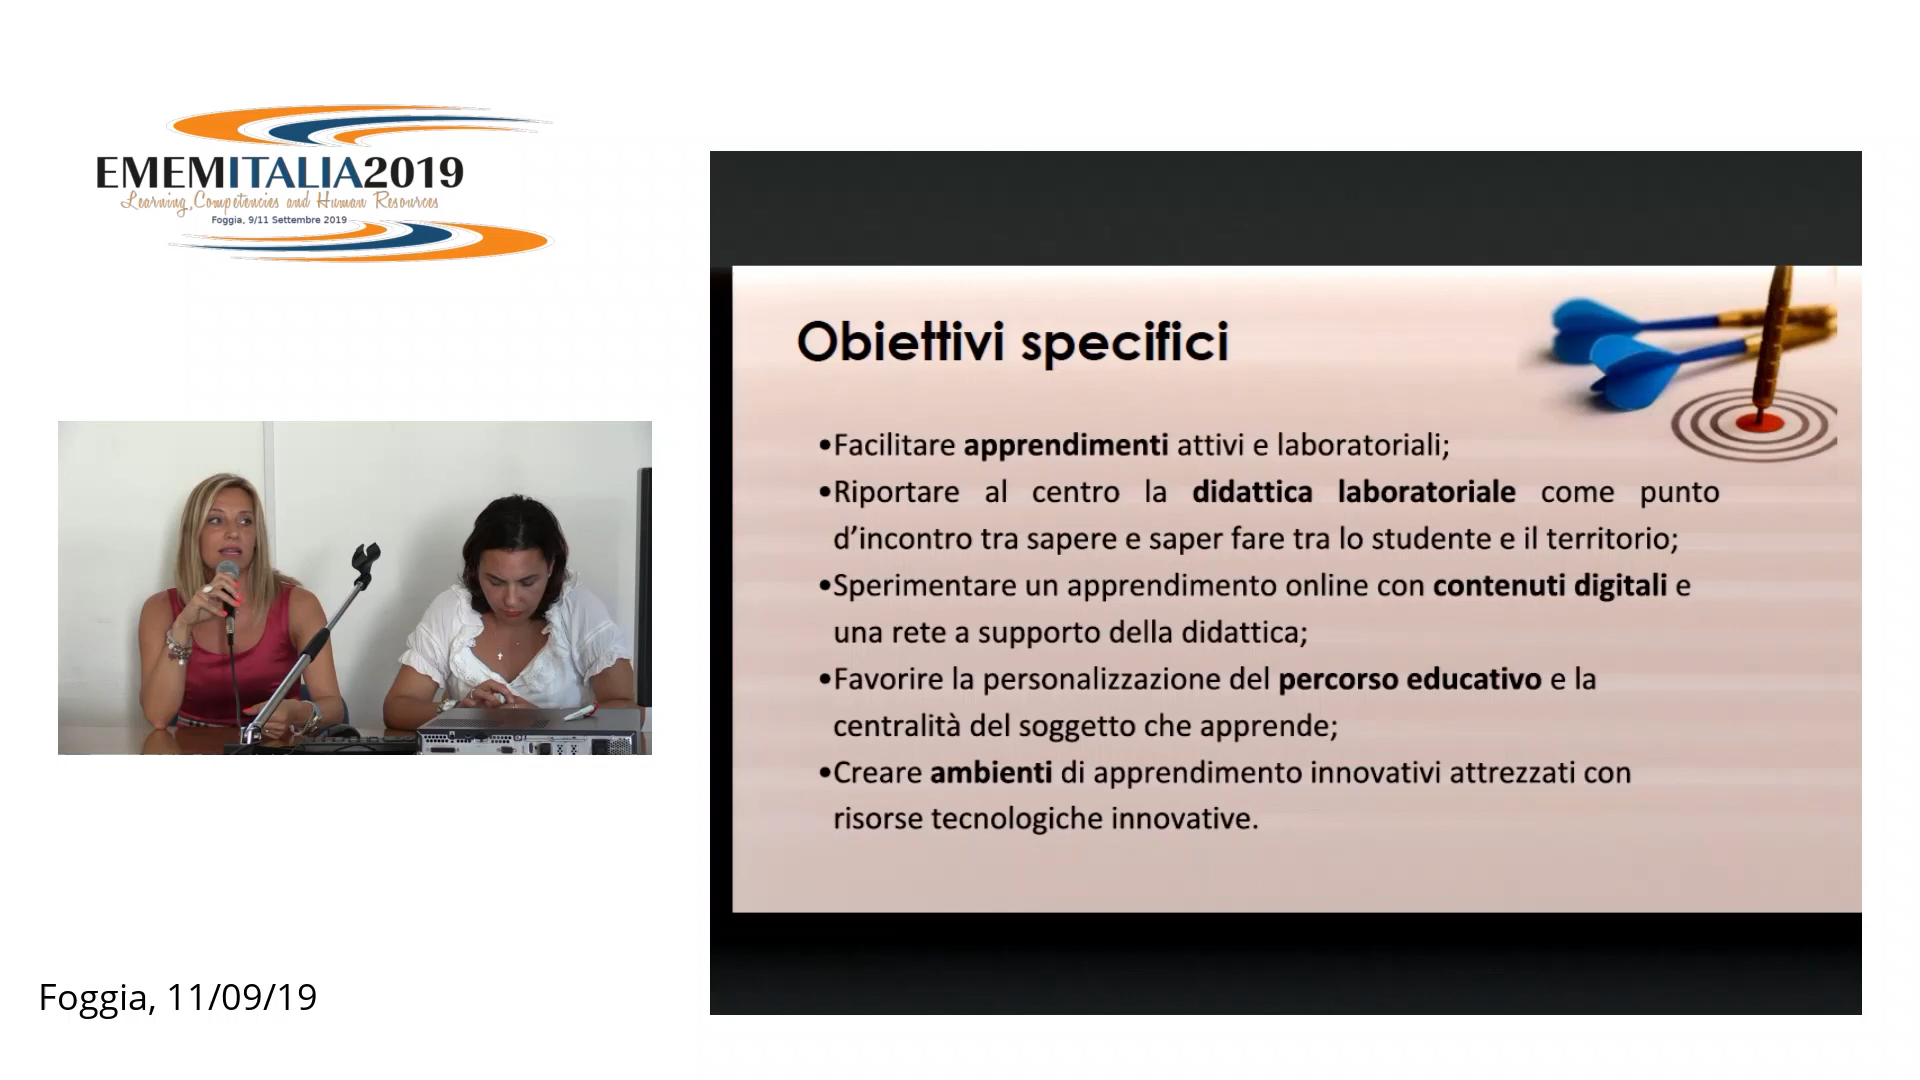 EMEMITALIA2019
Learning, Competencies and Human Resources
Foggia, 9/11 Settembre 2019
Obiettivi specifici
•Facilitare apprendimenti attivi e laboratoriali;
•Riportare al centro la didattica laboratoriale come punto
d’incontro tra sapere e saper fare tra lo studente e il territorio;
•Sperimentare un apprendimento online con contenuti digitali e
una rete a supporto della didattica;
•Favorire la personalizzazione del percorso educativo e la
centralità del soggetto che apprende;
•Creare ambienti di apprendimento innovativi attrezzati con
risorse tecnologiche innovative.
Foggia, 11/09/19